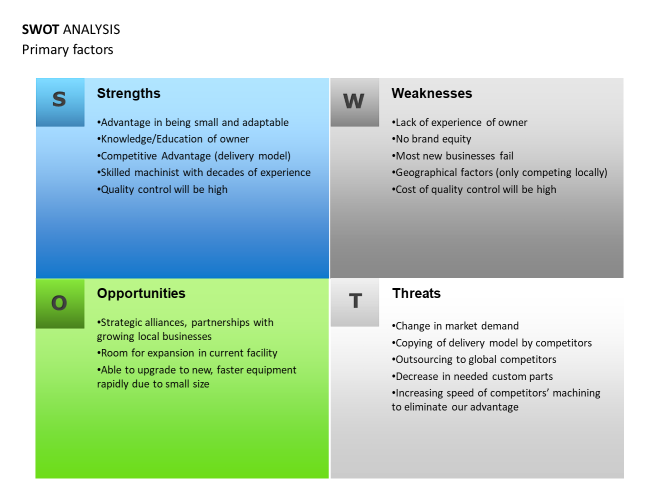 SWOT ANALYSIS
Primary factors
S
Strengths
•Advantage in being small and adaptable
•Knowledge/Education of owner
•Competitive Advantage (delivery model)
•Skilled machinist with decades of experience
•Quality control will be high
W
Weaknesses
•Lack of experience of owner
•No brand equity
•Most new businesses fail
•Geographical factors (only competing locally)
•Cost of quality control will be high
O
Opportunities
•Strategic alliances, partnerships with
growing local businesses
•Room for expansion in current facility
•Able to upgrade to new, faster equipment
rapidly due to small size
T
Threats
•Change in market demand
•Copying of delivery model by competitors
•Outsourcing to global competitors
•Decrease in needed custom parts
•Increasing speed of competitors’ machining
to eliminate our advantage